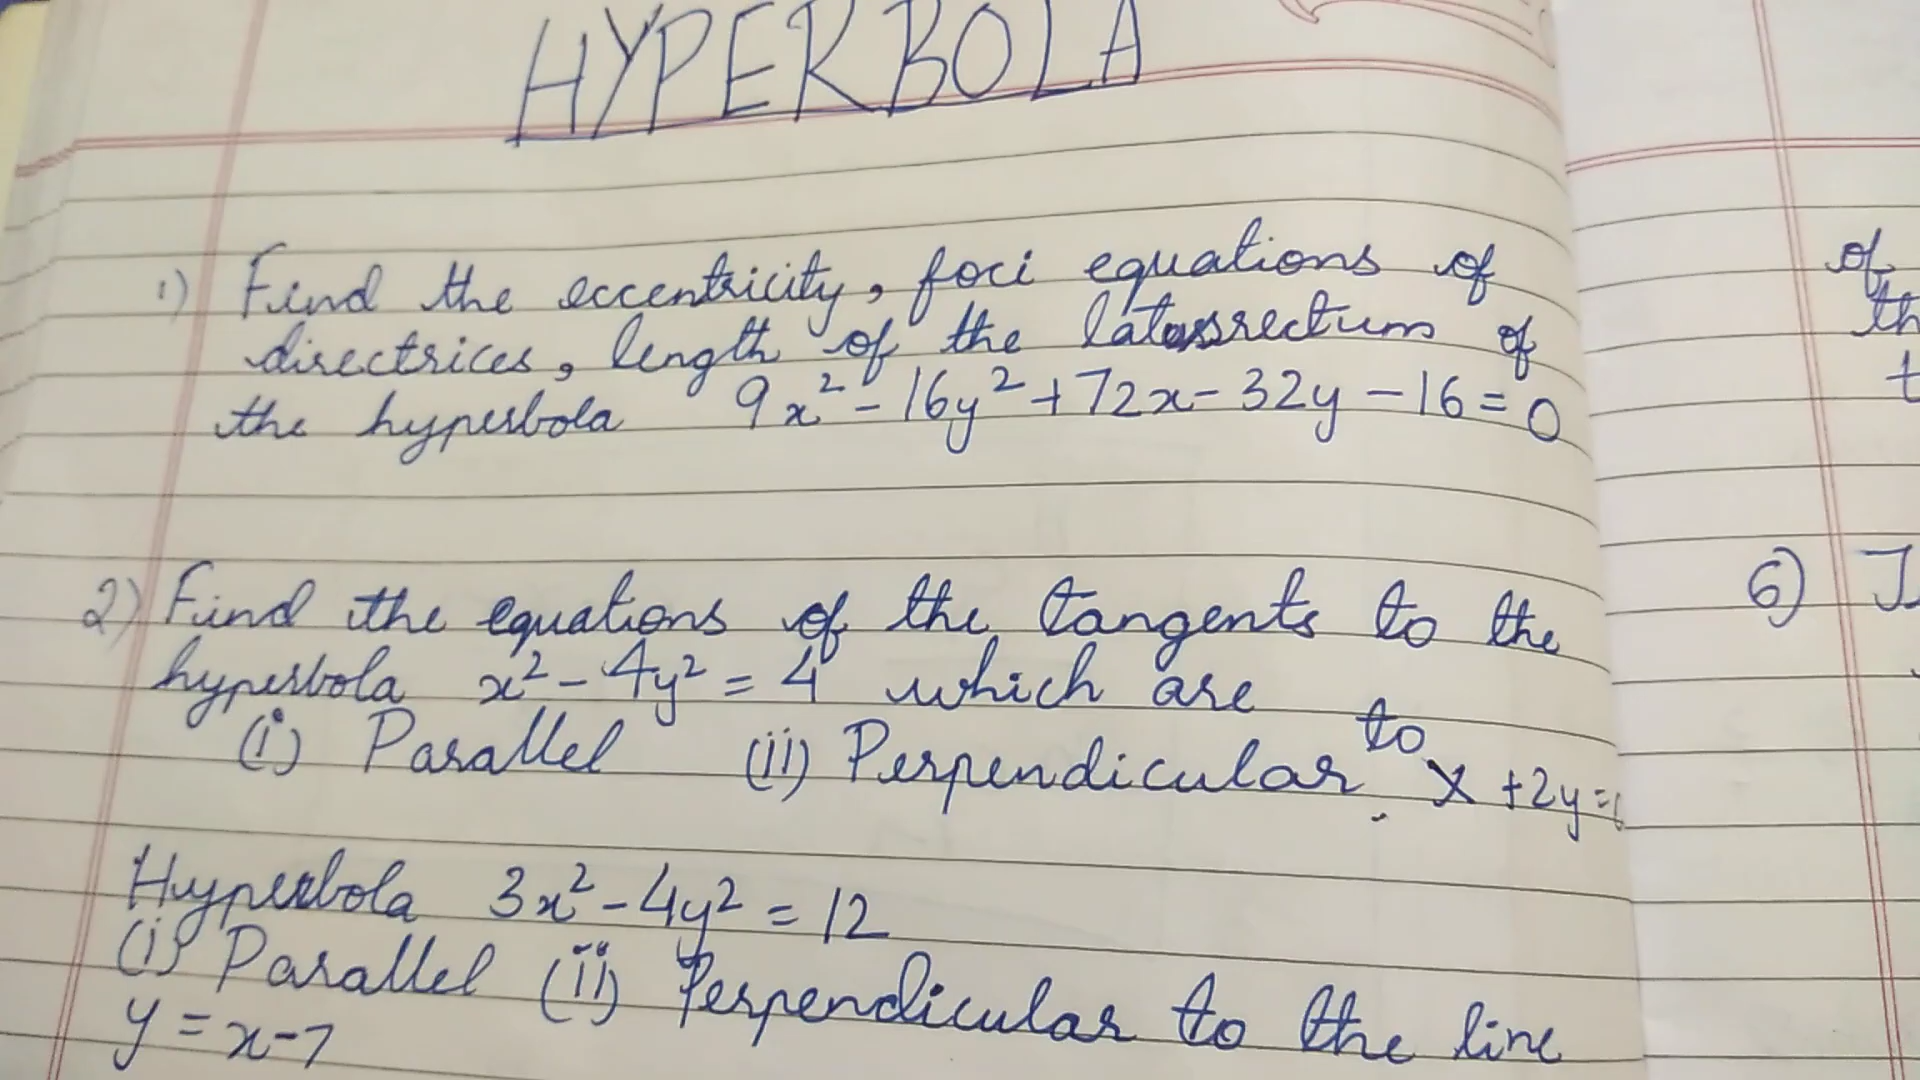 HYPERBOLA
1) Find the eccentricity, foci equations of
directrices, length of the latusrectum of
the hyperbola 9x² - 16y² + 72x - 32y - 16 = 0
2) Find the equations of the tangents to the
hyperbola x² - 4y² = 4 which are
(i) Parallel (ii) Perpendicular to x + 2y =
Hyperbola 3x² - 4y² = 12
(i) Parallel (ii) Perpendicular to the line
y = x - 7
of
th
t
6)